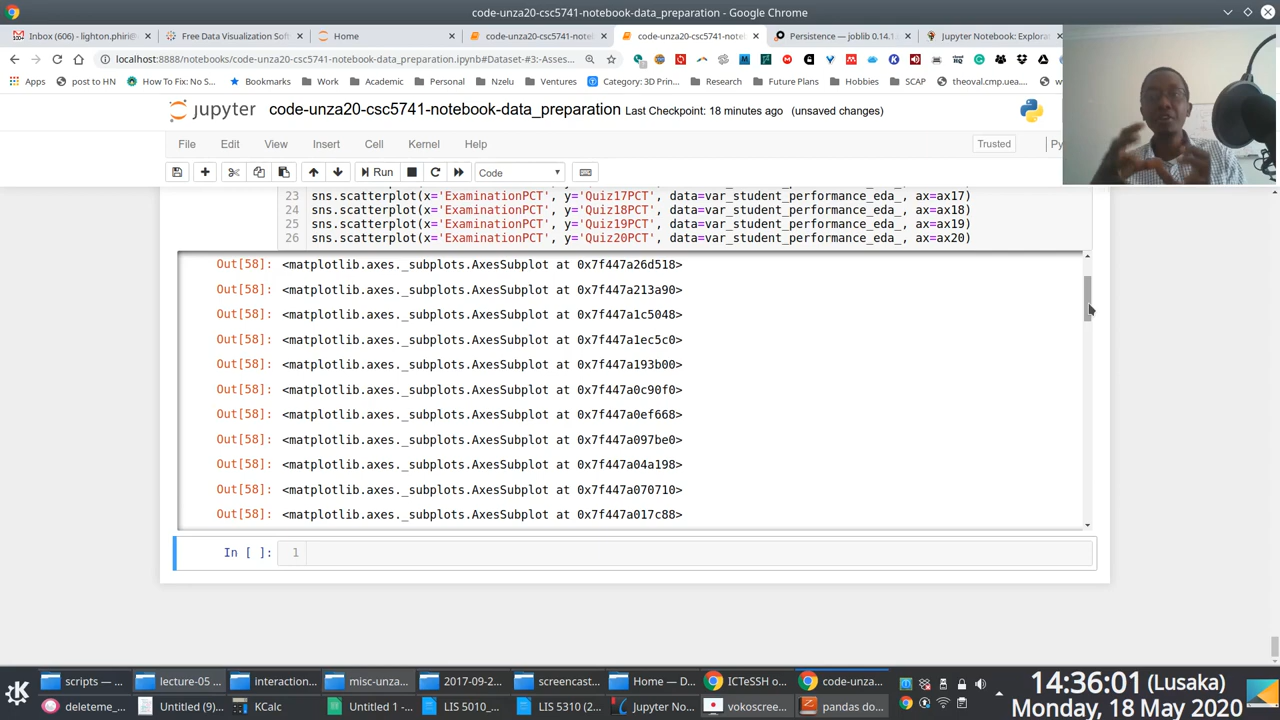 code-unza20-csc5741-notebook-data_preparation - Google Chrome
Inbox (606) - lighton.phiri@
Free Data Visualization Sof
Home
code-unza20-csc5741-note
code-unza20-csc5741-note
Persistence — joblib 0.14.1.
Jupyter Notebook: Explora
localhost:8888/notebooks/code-unza20-csc5741-notebook-data_preparation.ipynb#Dataset-#3:-Asses...
Apps
post to HN
How To Fix: No S...
Bookmarks
Work
Academic
Personal
Nzelu
Ventures
Category:3D Prin...
Research
Future Plans
Hobbies
SCAP
theoval.cmp.uea...
jupyter code-unza20-csc5741-notebook-data_preparation Last Checkpoint: 18 minutes ago (unsaved changes)
File Edit View Insert Cell Kernel Help
Trusted
Py
Run
Code
23 sns.scatterplot(x='ExaminationPCT', y='Quiz17PCT', data=var_student_performance_eda_, ax=ax17)
24 sns.scatterplot(x='ExaminationPCT', y='Quiz18PCT', data=var_student_performance_eda_, ax=ax18)
25 sns.scatterplot(x='ExaminationPCT', y='Quiz19PCT', data=var_student_performance_eda_, ax=ax19)
26 sns.scatterplot(x='ExaminationPCT', y='Quiz20PCT', data=var_student_performance_eda_, ax=ax20)
Out[58]: <matplotlib.axes._subplots.AxesSubplot at 0x7f447a26d518>
Out[58]: <matplotlib.axes._subplots.AxesSubplot at 0x7f447a213a90>
Out[58]: <matplotlib.axes._subplots.AxesSubplot at 0x7f447a1c5048>
Out[58]: <matplotlib.axes._subplots.AxesSubplot at 0x7f447a1ec5c0>
Out[58]: <matplotlib.axes._subplots.AxesSubplot at 0x7f447a193b00>
Out[58]: <matplotlib.axes._subplots.AxesSubplot at 0x7f447a0c90f0>
Out[58]: <matplotlib.axes._subplots.AxesSubplot at 0x7f447a0ef668>
Out[58]: <matplotlib.axes._subplots.AxesSubplot at 0x7f447a097be0>
Out[58]: <matplotlib.axes._subplots.AxesSubplot at 0x7f447a04a198>
Out[58]: <matplotlib.axes._subplots.AxesSubplot at 0x7f447a070710>
Out[58]: <matplotlib.axes._subplots.AxesSubplot at 0x7f447a017c88>
In [ ]: 1
scripts — ...
lecture-05 ...
interaction...
misc-unza...
2017-09-2...
screencast...
Home — D...
ICTeSSH o...
code-unza...
14:36:01 (Lusaka)
deleteme_...
Untitled (9)...
KCalc
Untitled 1 -...
LIS 5010_...
LIS 5310 (2...
Jupyter No...
vokoscreen...
pandas do...
Monday, 18 May 2020